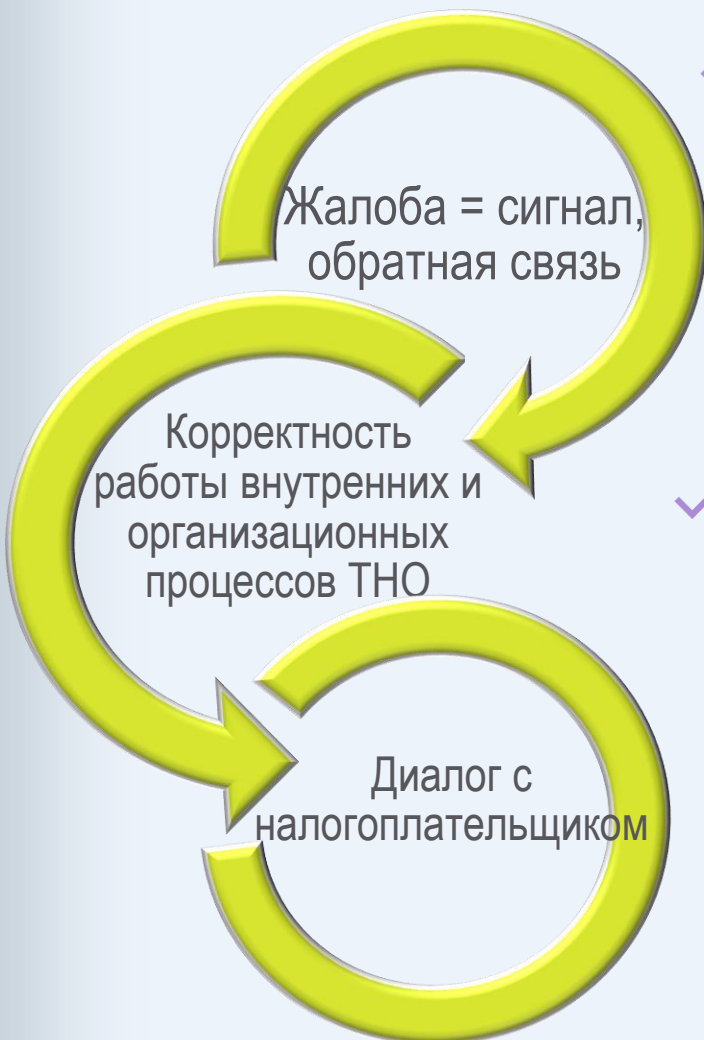 Жалоба = сигнал,
обратная связь
Корректность
работы внутренних и
организационных
процессов ТНО
Диалог с
налогоплательщиком